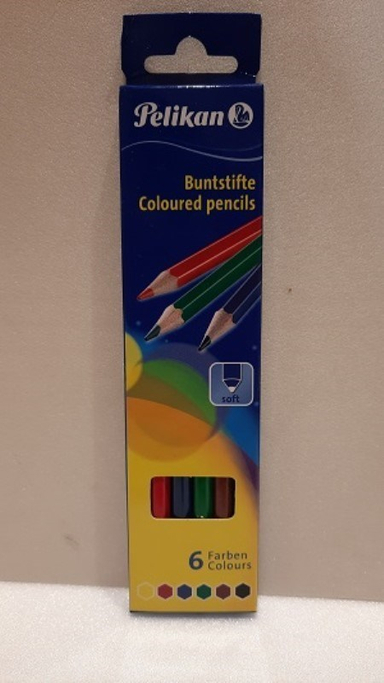 Pelikan
Buntstifte
Coloured pencils
soft
6 Farben
Colours